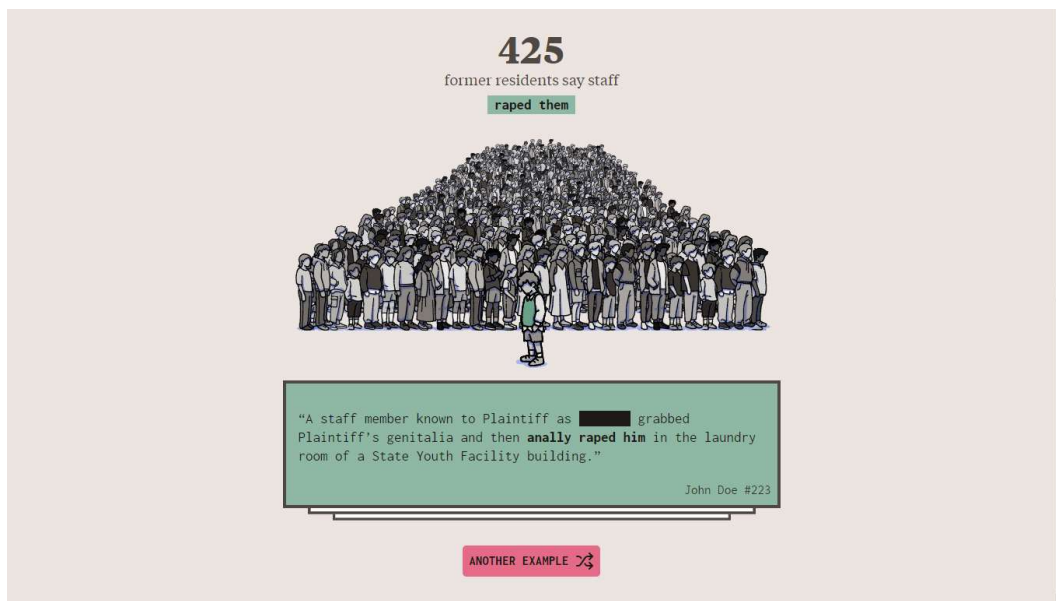 425
former residents say staff
raped them
“A staff member known to Plaintiff as grabbed
Plaintiff’s genitalia and then anally raped him in the laundry
room of a State Youth Facility building.”
John Doe #223
ANOTHER EXAMPLE